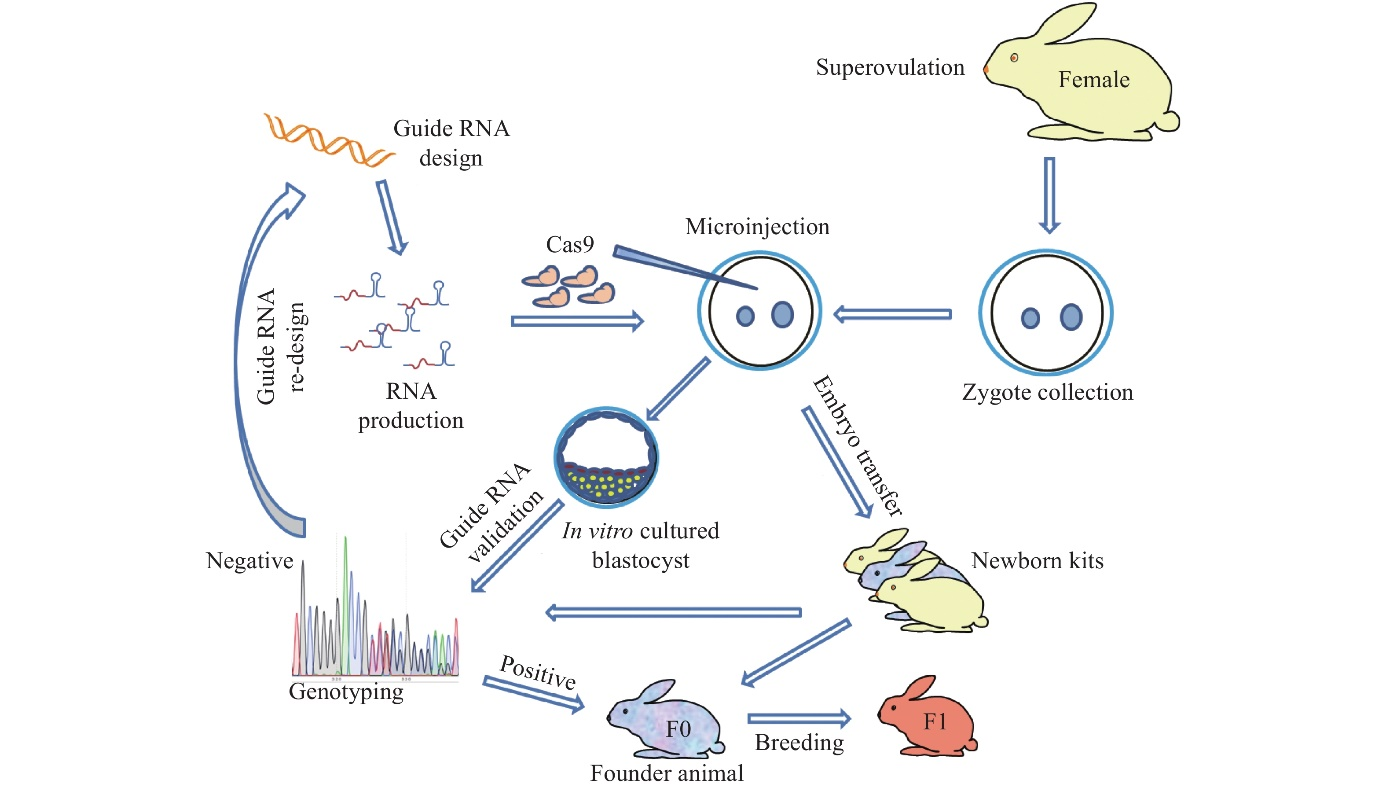 Superovulation
Female
Guide RNA
design
Microinjection
Cas9
Guide RNA
re-design
RNA
production
Zygote collection
Embryo transfer
Guide RNA
validation
In vitro cultured
blastocyst
Negative
Newborn kits
Genotyping
Positive
F0
F1
Breeding
Founder animal